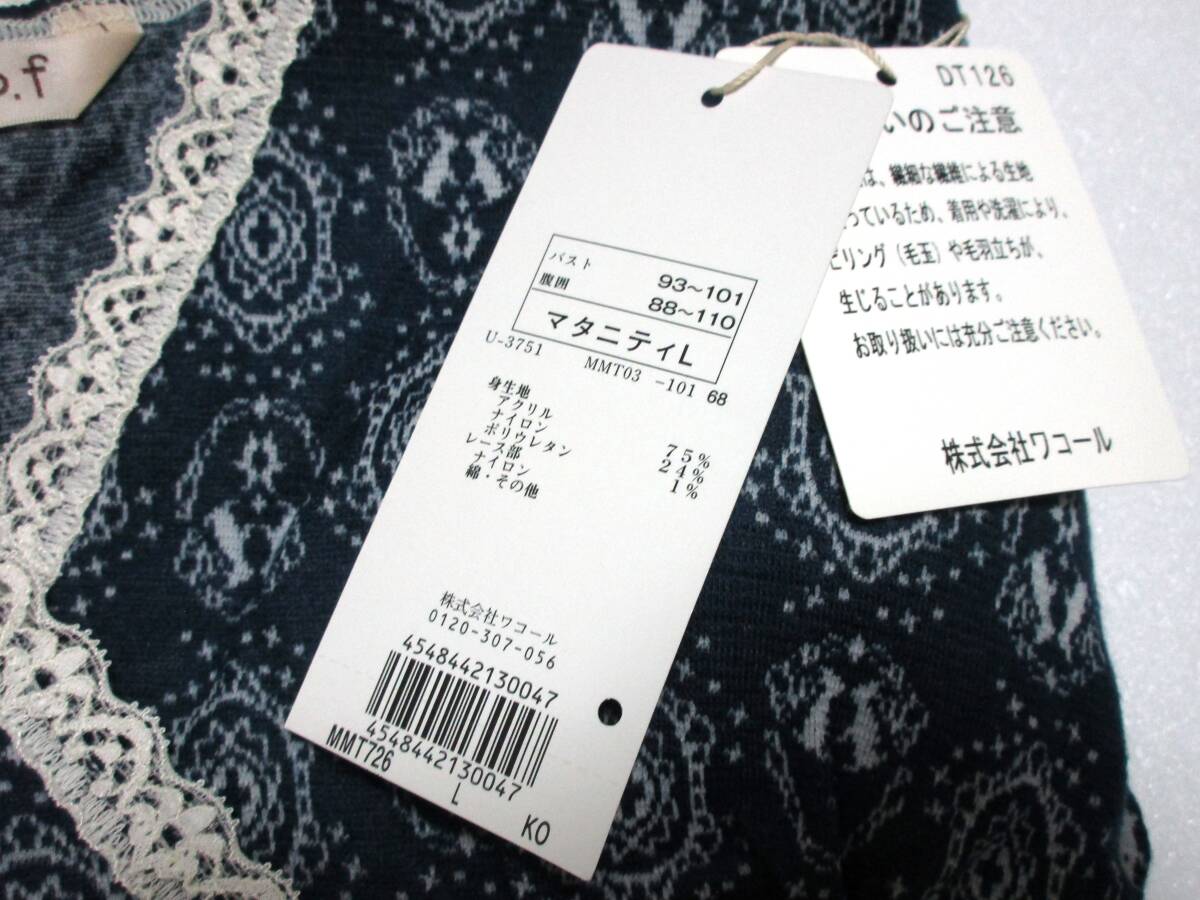 .f
バスト 93~101
腹囲 88~110
マタニティL
U-3751 MMT03 -101 68
身生地
アクリル 75%
ナイロン 24%
ポリウレタン 1%
レース部
ナイロン
綿・その他
株式会社ワコール
0120-307-056
4548442130047
4548442130047
MMT726
L
KO
DT126
いのご注意
は、繊細な繊維による生地
っているため、着用や洗濯により、
ピリング（毛玉）や毛羽立ちが、
生じることがあります。
お取り扱いには充分ご注意ください。
株式会社ワコール